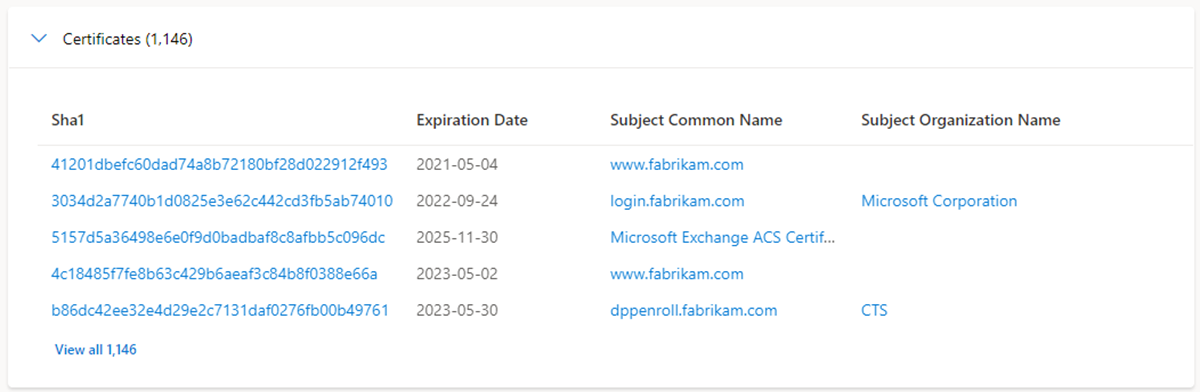 Certificates (1,146)
Sha1 Expiration Date Subject Common Name Subject Organization Name
41201dbefc60dad74a8b72180bf28d022912f493 2021-05-04 www.fabrikam.com
3034d2a7740b1d0825e3e62c442cd3fb5ab74010 2022-09-24 login.fabrikam.com Microsoft Corporation
5157d5a36498e6e0f9d0badbaf8c8afbb5c096dc 2025-11-30 Microsoft Exchange ACS Certif...
4c18485f7fe8b63c429b6aeaf3c84b8f0388e66a 2023-05-02 www.fabrikam.com
b86dc42ee32e4d29e2c7131daf0276fb00b49761 2023-05-30 dppenroll.fabrikam.com CTS
View all 1,146